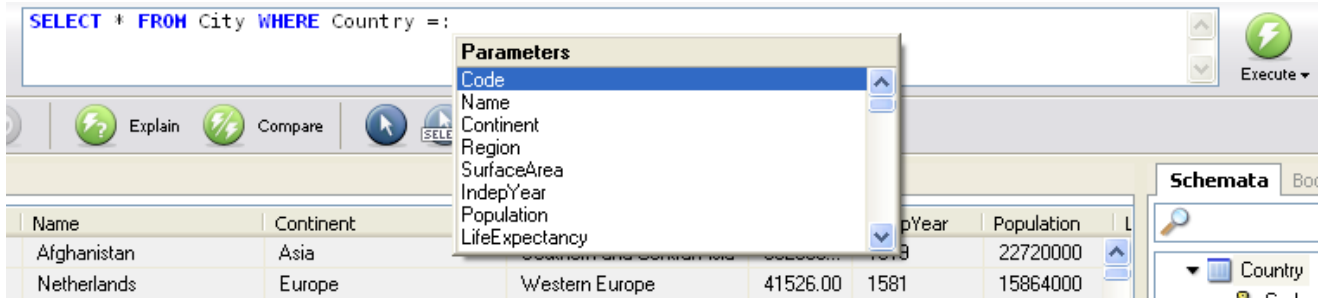 SELECT * FROM City WHERE Country =:
Parameters
Code
Name
Continent
Region
SurfaceArea
IndepYear
Population
LifeExpectancy
Execute
Explain Compare
Schemata
Name Continent Population L
Afghanistan Asia 22720000
Country
Netherlands Europe Western Europe 41526.00 1581 15864000